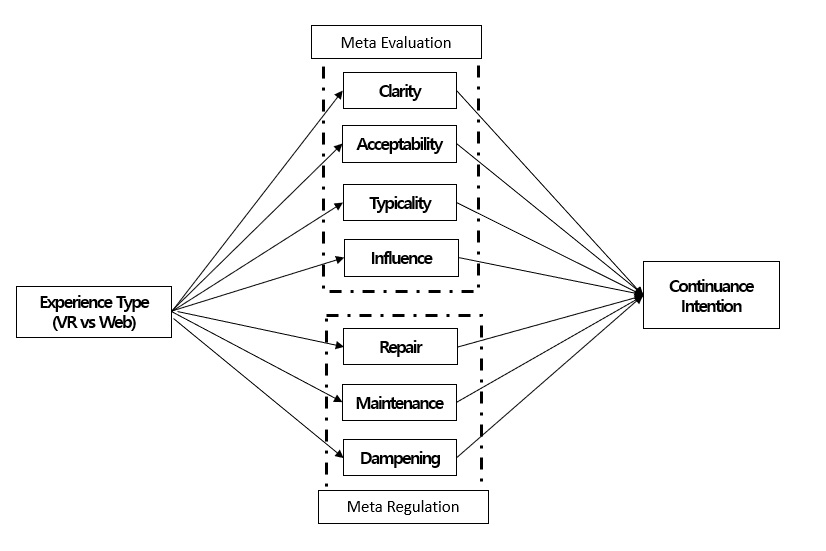 Meta Evaluation
Clarity
Acceptability
Typicality
Influence
Experience Type
(VR vs Web)
Continuance
Intention
Repair
Maintenance
Dampening
Meta Regulation